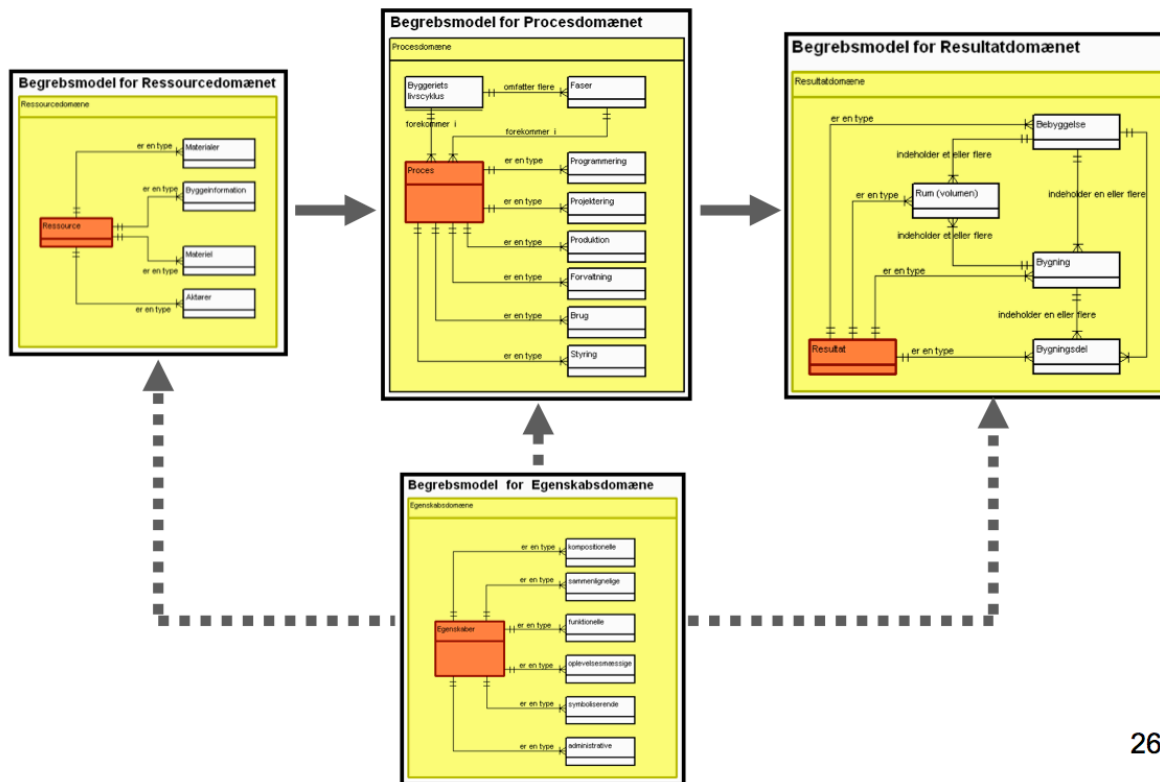 Begrebsmodel for Ressourcedomænet
Ressourcedomæne
er en type
Materialer
er en type
Byggeinformation
Ressource
Materiel
er en type
Aktører
er en type
Begrebsmodel for Procesdomænet
Procesdomæne
Byggeriets
livscyklus
omfatter flere
Faser
forekommer i
forekommer i
Proces
er en type
Programmering
er en type
Projektering
er en type
Produktion
er en type
Forvaltning
er en type
Brug
er en type
Styring
Begrebsmodel for Resultatdomænet
Resultatdomæne
er en type
Bebyggelse
indeholder et eller flere
er en type
Rum (volumen)
indeholder en eller flere
indeholder en eller flere
indeholder et eller flere
er en type
Bygning
indeholder en eller flere
Resultat
er en type
Bygningsdel
Begrebsmodel for Egenskabsdomæne
Egenskabsdomæne
er en type
kompositionelle
er en type
sammenlignelige
Egenskaber
er en type
funktionelle
er en type
oplevelsesmæssige
er en type
symboliserende
er en type
administrative
26